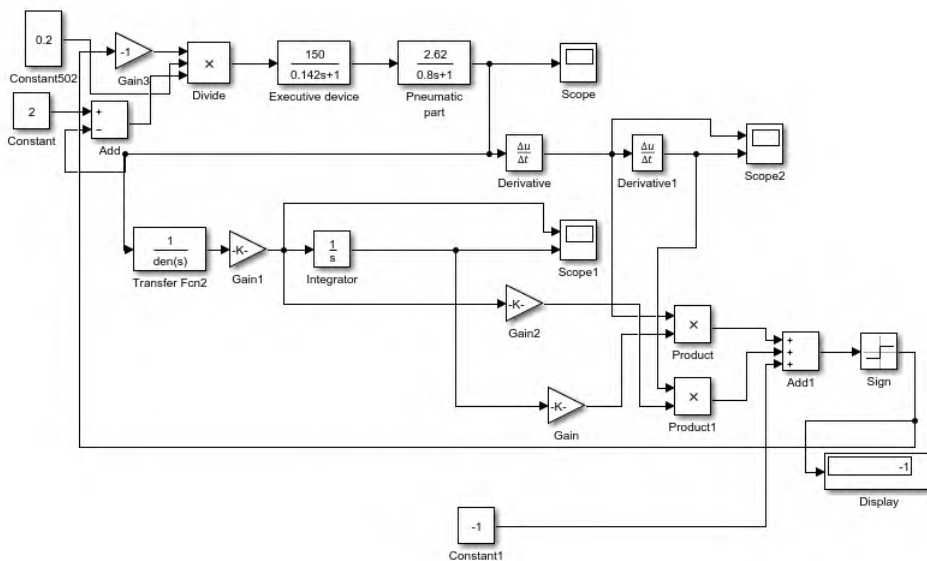 0.2
Constant502
-1
Gain3
×
Divide
150
0.142s+1
Executive device
2.62
0.8s+1
Pneumatic
part
Scope
2
Constant
+
−
Add
Δu
Δt
Derivative
Δu
Δt
Derivative1
Scope2
1
den(s)
Transfer Fcn2
-K-
Gain1
1
s
Integrator
Scope1
-K-
Gain2
×
Product
-K-
Gain
×
Product1
+
+
+
Add1
Sign
-1
Display
-1
Constant1